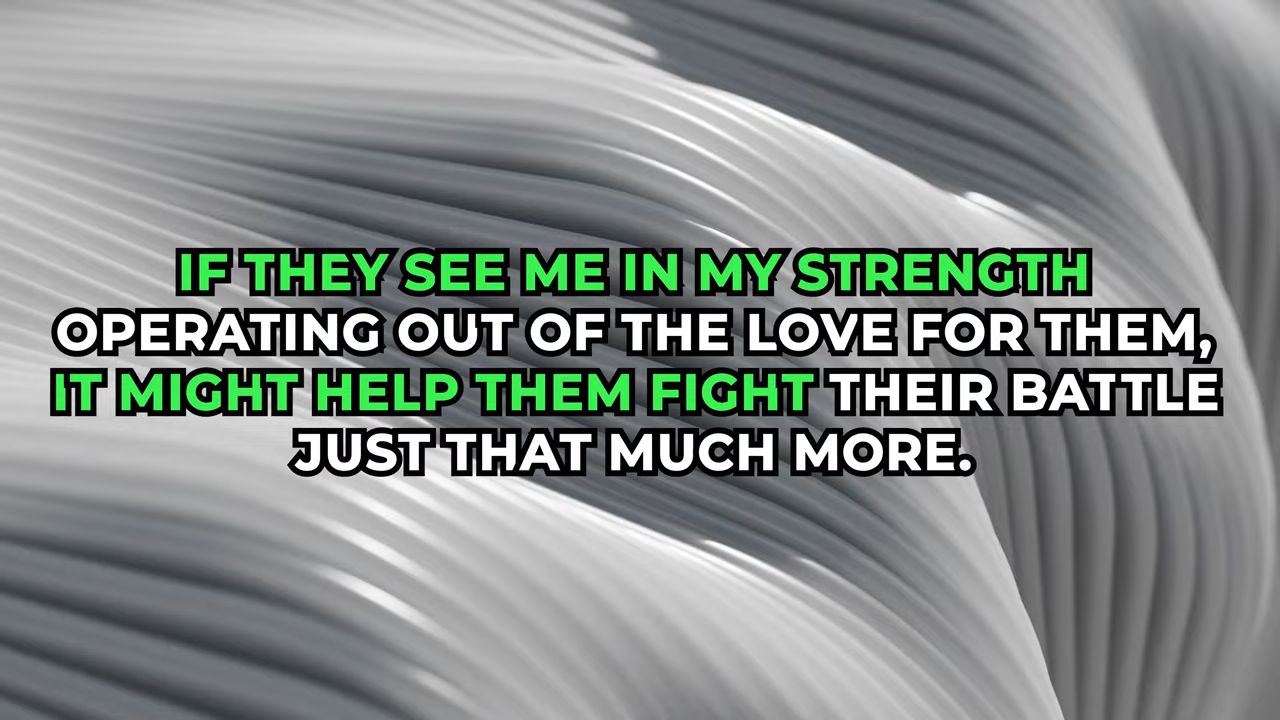 IF THEY SEE ME IN MY STRENGTH
OPERATING OUT OF THE LOVE FOR THEM,
IT MIGHT HELP THEM FIGHT THEIR BATTLE
JUST THAT MUCH MORE.